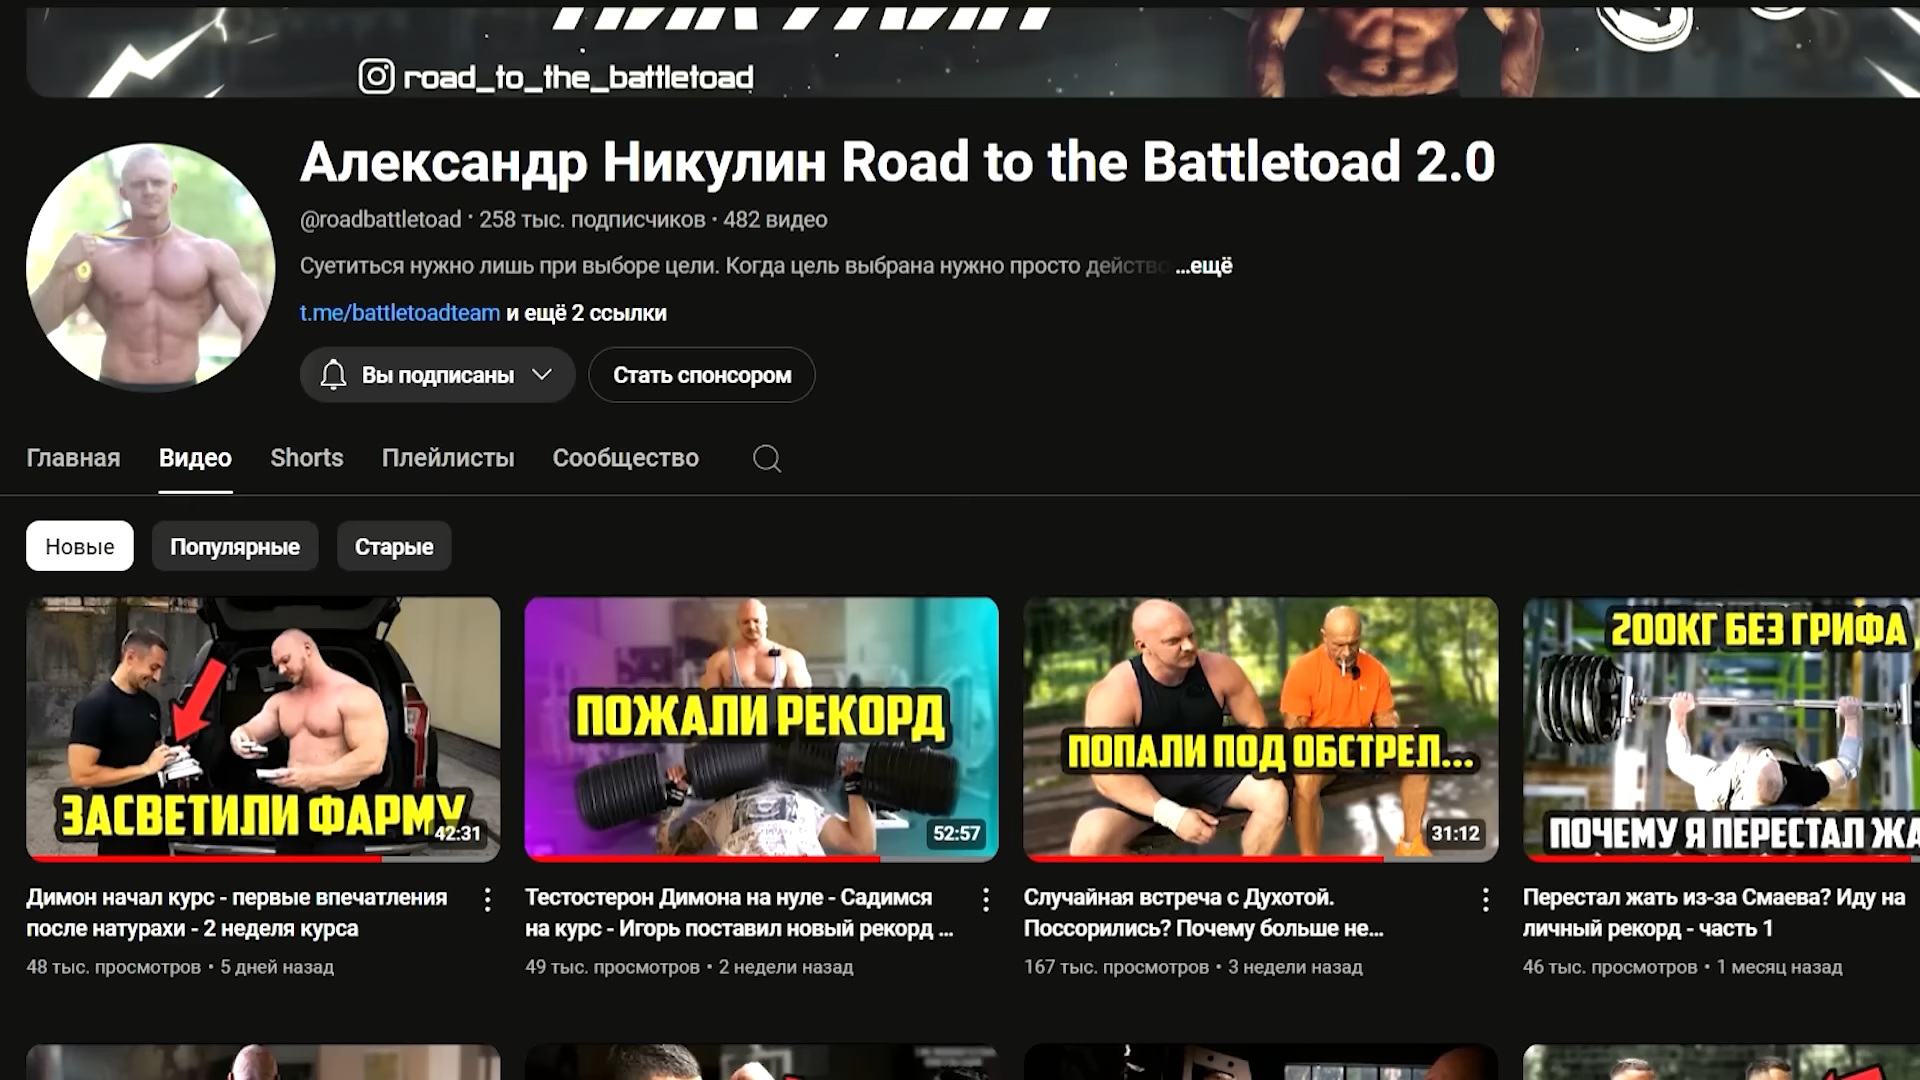 road_to_the_battletoad
Александр Никулин Road to the Battletoad 2.0
@roadbattletoad · 258 тыс. подписчиков · 482 видео
Суетиться нужно лишь при выборе цели. Когда цель выбрана нужно просто действо ...ещё
t.me/battletoadteam и ещё 2 ссылки
Вы подписаны
Стать спонсором
Главная Видео Shorts Плейлисты Сообщество
Новые Популярные Старые
ЗАСВЕТИЛИ ФАРМУ
42:31
ПОЖАЛИ РЕКОРД
52:57
ПОПАЛИ ПОД ОБСТРЕЛ...
31:12
200КГ БЕЗ ГРИФА
ПОЧЕМУ Я ПЕРЕСТАЛ ЖА
Димон начал курс - первые впечатления
после натурахи - 2 неделя курса
48 тыс. просмотров · 5 дней назад
Тестостерон Димона на нуле - Садимся
на курс - Игорь поставил новый рекорд ...
49 тыс. просмотров · 2 недели назад
Случайная встреча с Духотой.
Поссорились? Почему больше не...
167 тыс. просмотров · 3 недели назад
Перестал жать из-за Смаева? Иду на
личный рекорд - часть 1
46 тыс. просмотров · 1 месяц назад